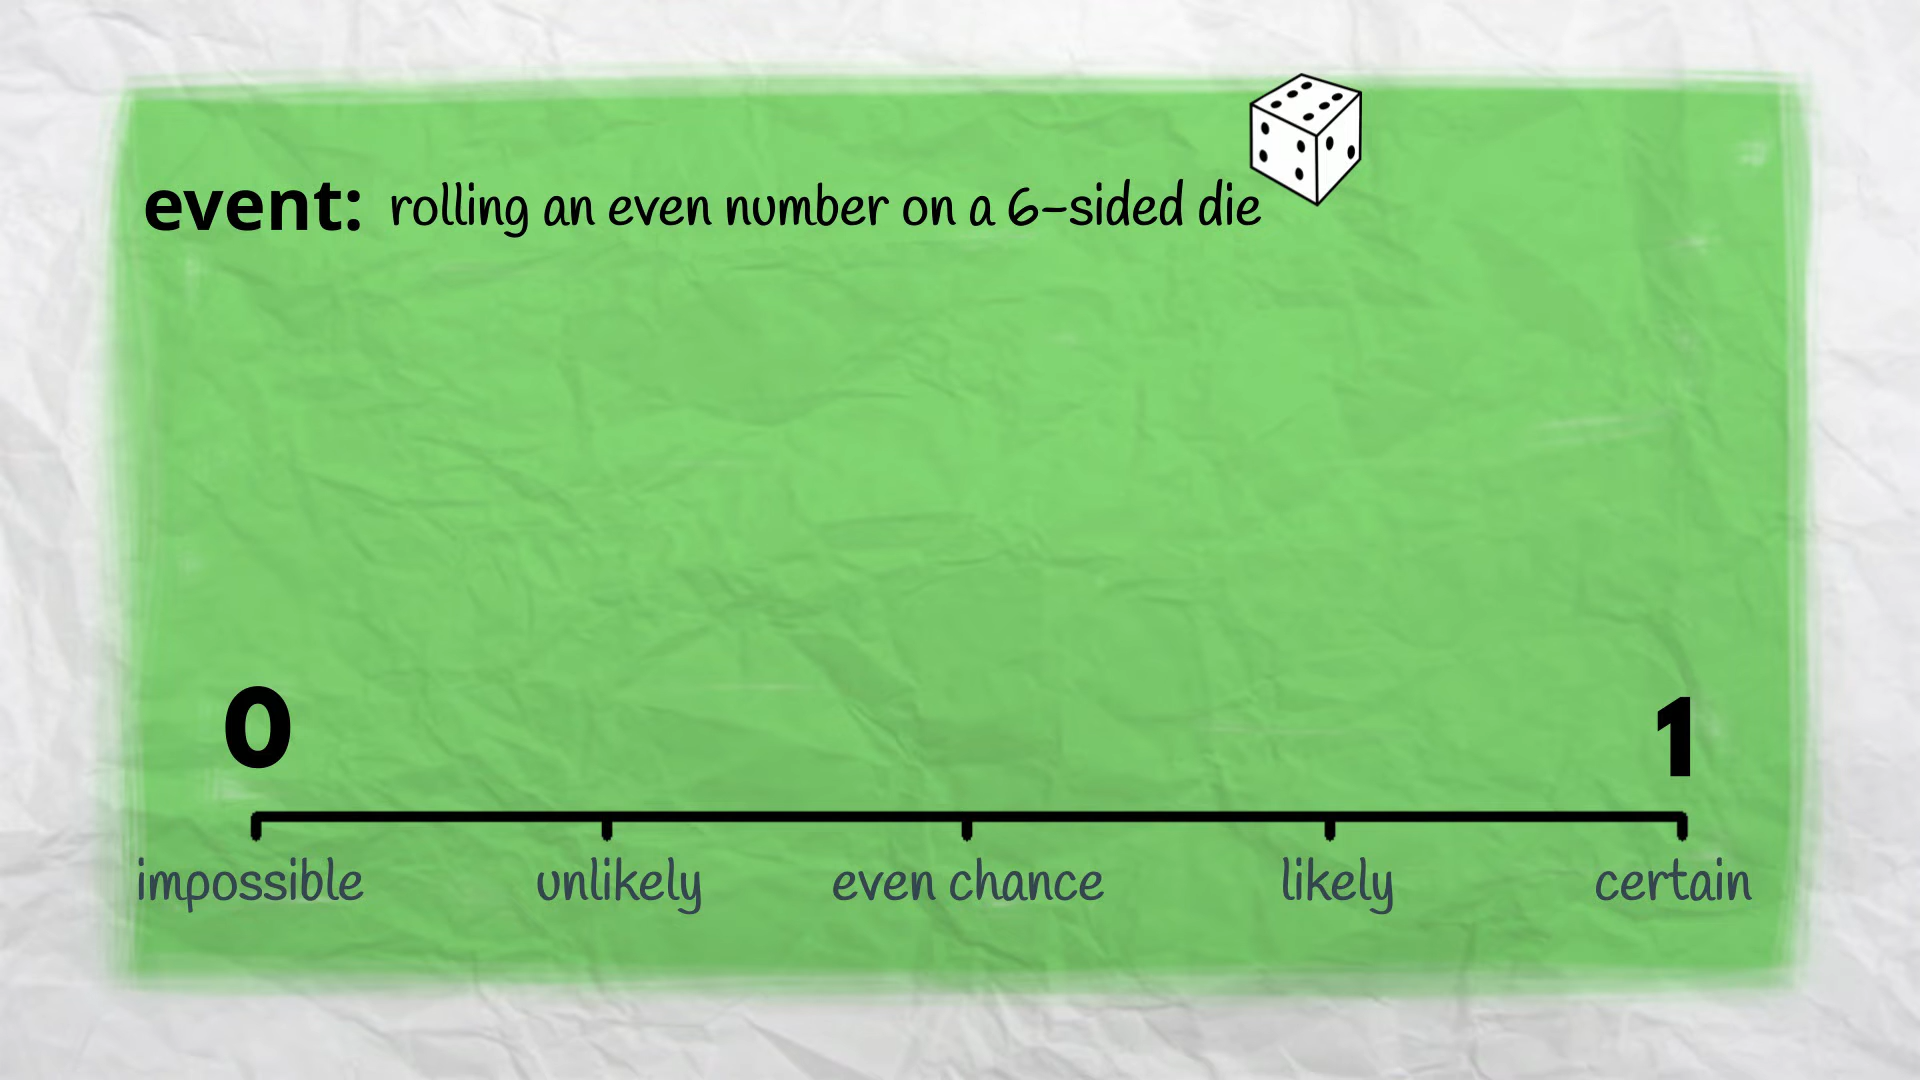 event: rolling an even number on a 6-sided die
0 1
impossible unlikely even chance likely certain